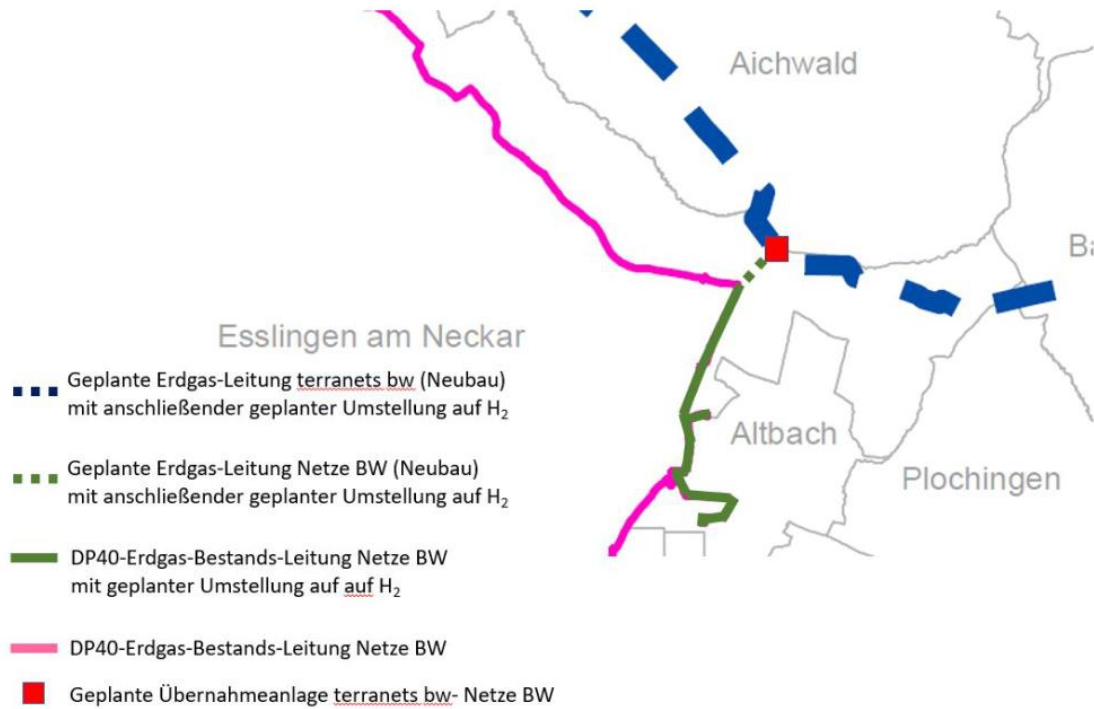 Aichwald
Ba
Esslingen am Neckar
Altbach
Plochingen
Geplante Erdgas-Leitung terranets bw (Neubau)
mit anschließender geplanter Umstellung auf H₂
Geplante Erdgas-Leitung Netze BW (Neubau)
mit anschließender geplanter Umstellung auf H₂
DP40-Erdgas-Bestands-Leitung Netze BW
mit geplanter Umstellung auf auf H₂
DP40-Erdgas-Bestands-Leitung Netze BW
Geplante Übernahmeanlage terranets bw- Netze BW